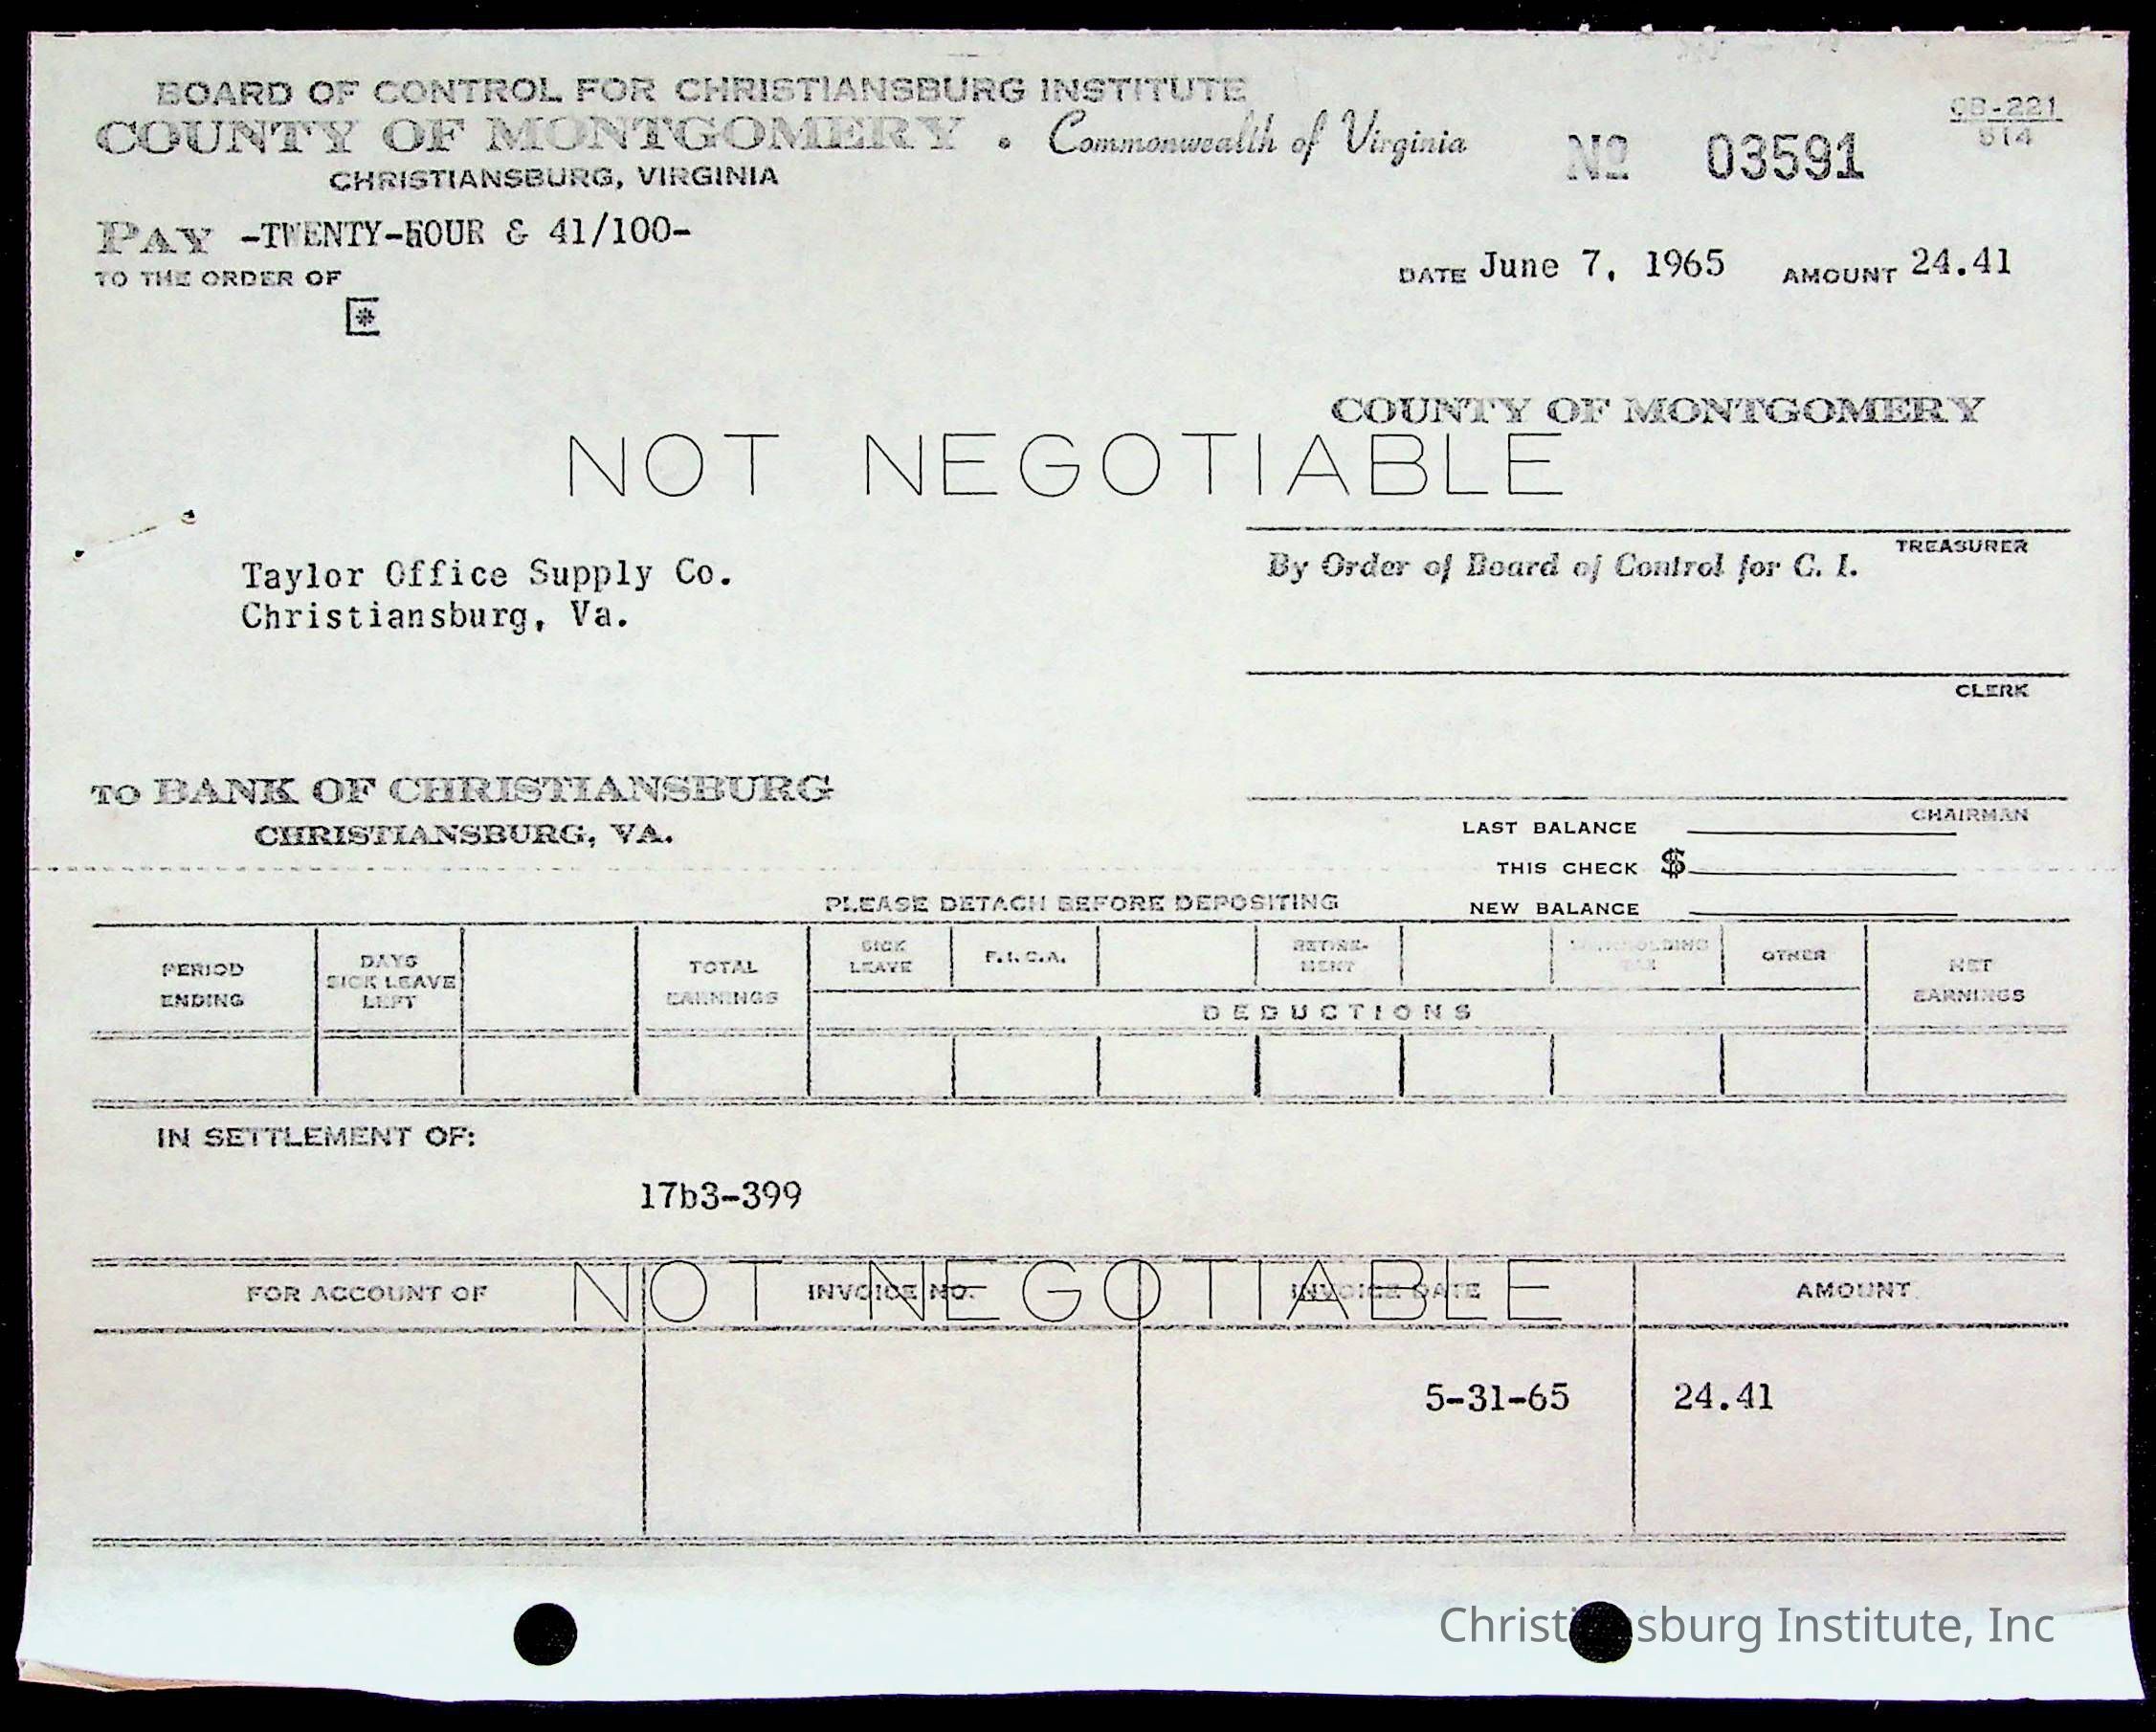 BOARD OF CONTROL FOR CHRISTIANSBURG INSTITUTE
COUNTY OF MONTGOMERY • Commonwealth of Virginia
CHRISTIANSBURG, VIRGINIA
Nº 03591
514
PAY -TWENTY-FOUR & 41/100-
TO THE ORDER OF
DATE June 7, 1965 AMOUNT 24.41
COUNTY OF MONTGOMERY
NOT NEGOTIABLE
TREASURER
By Order of Board of Control for C. I.
Taylor Office Supply Co.
Christiansburg, Va.
CLERK
TO BANK OF CHRISTIANSBURG
CHRISTIANSBURG, VA.
CHAIRMAN
LAST BALANCE
THIS CHECK $
NEW BALANCE
PLEASE DETACH BEFORE DEPOSITING
PERIOD ENDING
DAYS SICK LEAVE LEFT
TOTAL EARNINGS
SICK LEAVE
F.I.C.A.
RETIRE-MENT
WITHHOLDING TAX
OTHER
NET EARNINGS
DEDUCTIONS
IN SETTLEMENT OF:
17b3-399
NOT NEGOTIABLE
FOR ACCOUNT OF INVOICE NO. INVOICE DATE AMOUNT
5-31-65 24.41
Christiansburg Institute, Inc